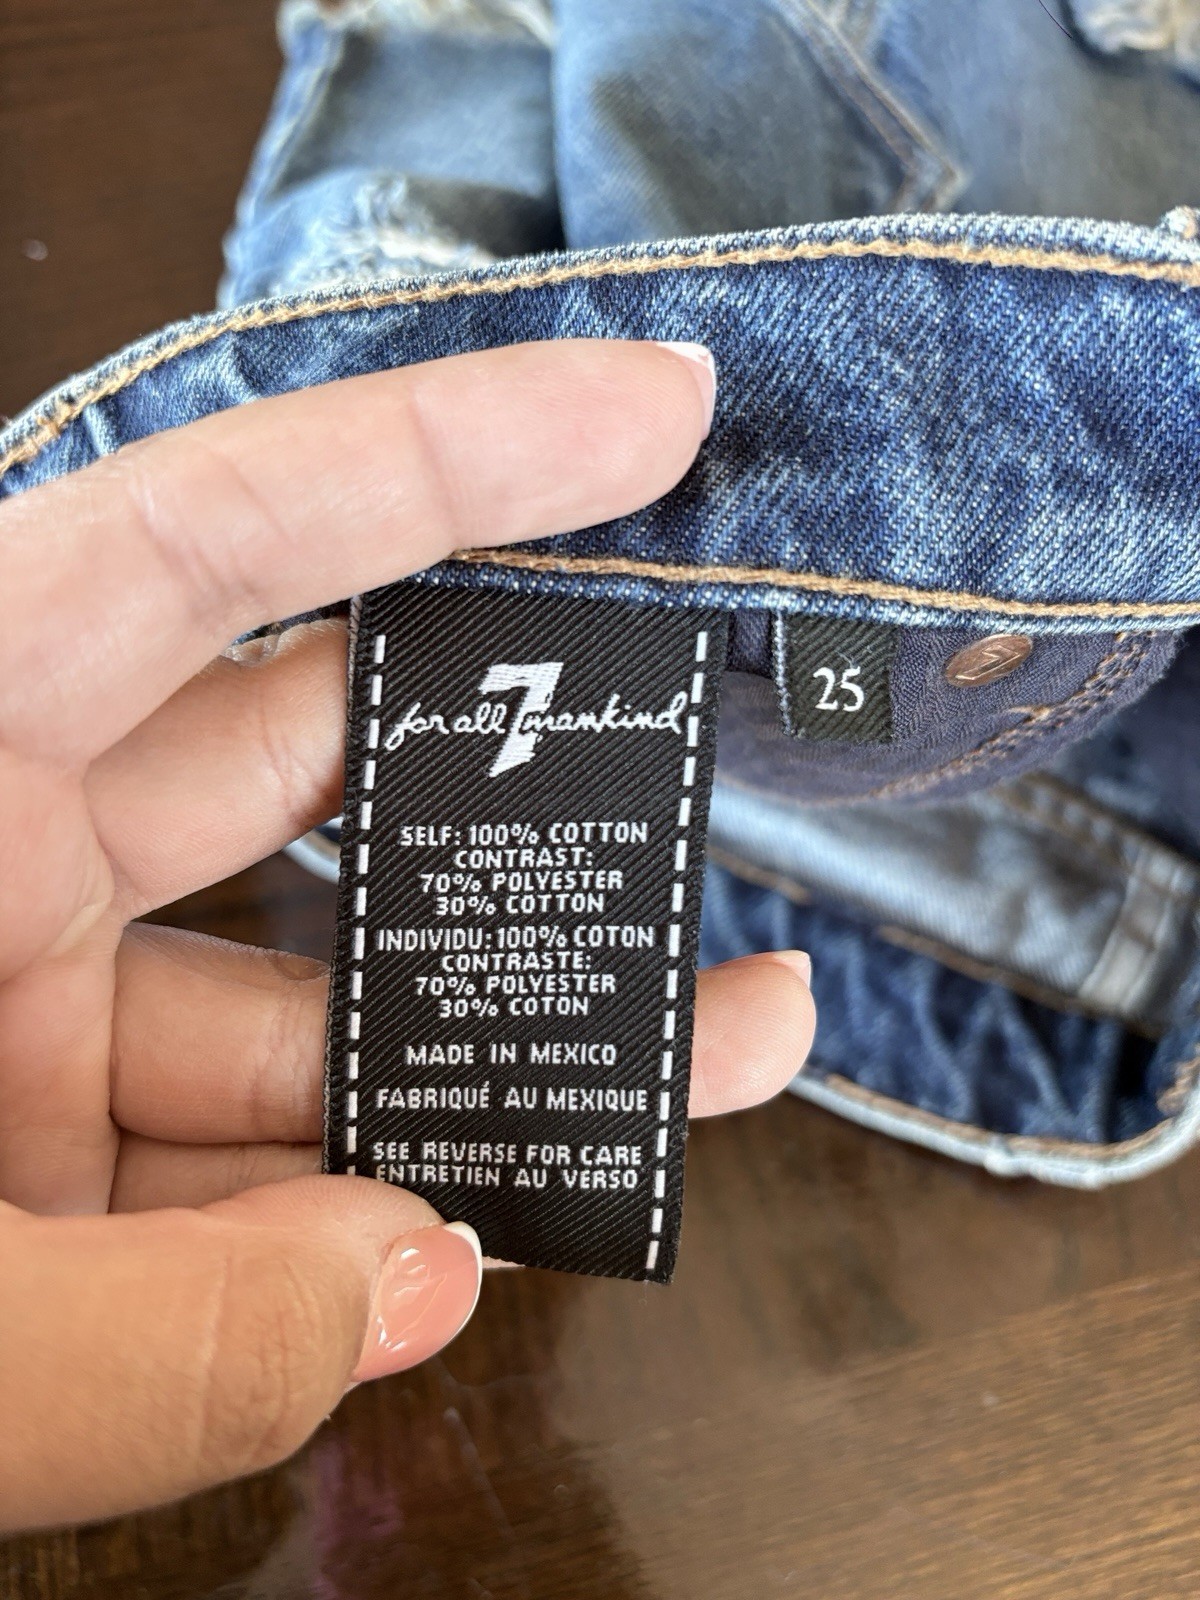 7
for all mankind
25
SELF: 100% COTTON
CONTRAST:
70% POLYESTER
30% COTTON
INDIVIDU: 100% COTON
CONTRASTE:
70% POLYESTER
30% COTON
MADE IN MEXICO
FABRIQUÉ AU MEXIQUE
SEE REVERSE FOR CARE
ENTRETIEN AU VERSO